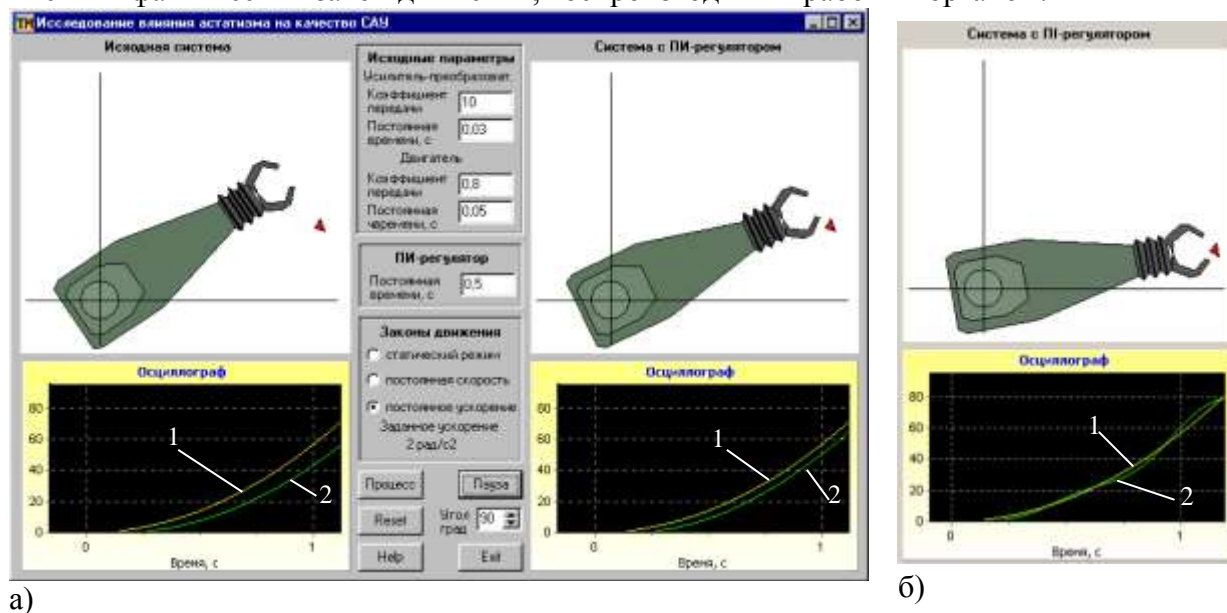 Исследование влияния астатизма на качество САУ
Исходная система
Исходные параметры
Усилитель-преобразоват.
Коэффициент передачи 10
Постоянная времени, с 0,03
Двигатель
Коэффициент передачи 0,8
Постоянная времени, с 0,05
ПИ-регулятор
Постоянная времени, с 0,5
Законы движения
статический режим
постоянная скорость
постоянное ускорение
Заданное ускорение
2 рад/с2
Процесс Пауза
Reset Угол град 90
Help Exit
Система с ПИ-регулятором
Осциллограф
80
60
40
20
0
0 1
Время, с
1
2
Осциллограф
80
60
40
20
0
0 1
Время, с
1
2
а)
Система с ПІ-регулятором
Осциллограф
80
60
40
20
0
0 1
Время, с
1
2
б)